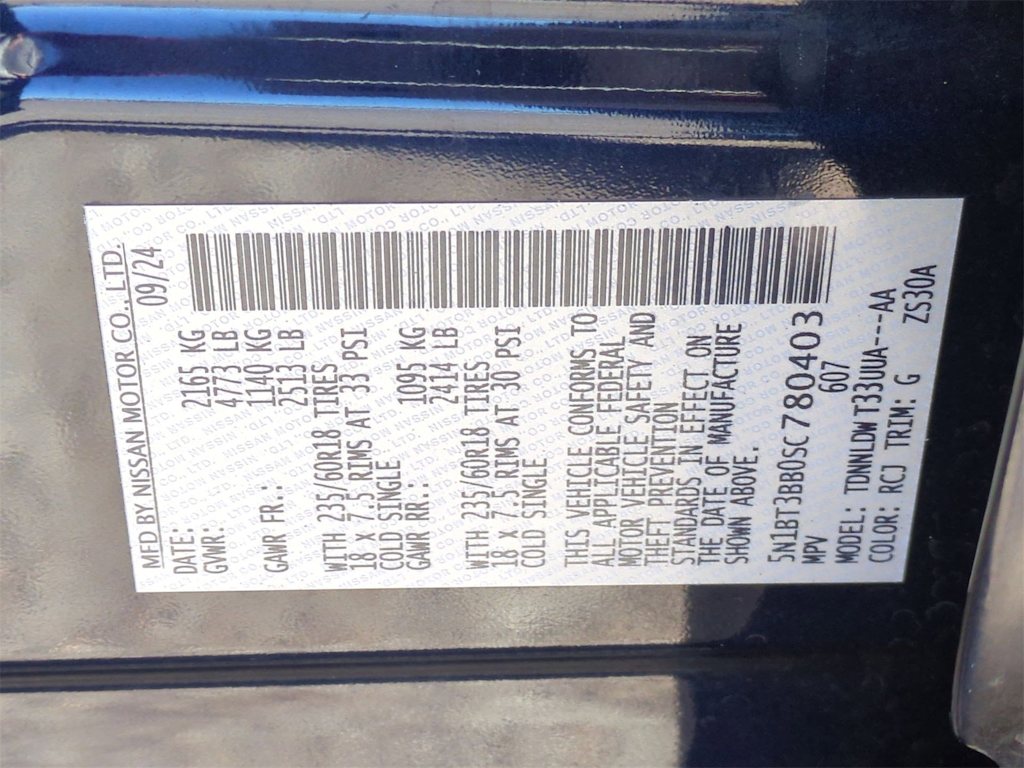 MFD BY NISSAN MOTOR CO., LTD.
DATE: 09/24
GVWR: 2165 KG
4773 LB
GAWR FR.: 1140 KG
2513 LB
WITH 235/60R18 TIRES
18 X 7.5 RIMS AT 33 PSI
COLD SINGLE
GAWR RR.: 1095 KG
2414 LB
WITH 235/60R18 TIRES
18 X 7.5 RIMS AT 30 PSI
COLD SINGLE
THIS VEHICLE CONFORMS TO
ALL APPLICABLE FEDERAL
MOTOR VEHICLE SAFETY AND
THEFT PREVENTION
STANDARDS IN EFFECT ON
THE DATE OF MANUFACTURE
SHOWN ABOVE.
5N1BT3BB0SC780403
MPV 607
MODEL: TDNNLDWT33UUA---AA
COLOR: RCJ TRIM: G ZS30A